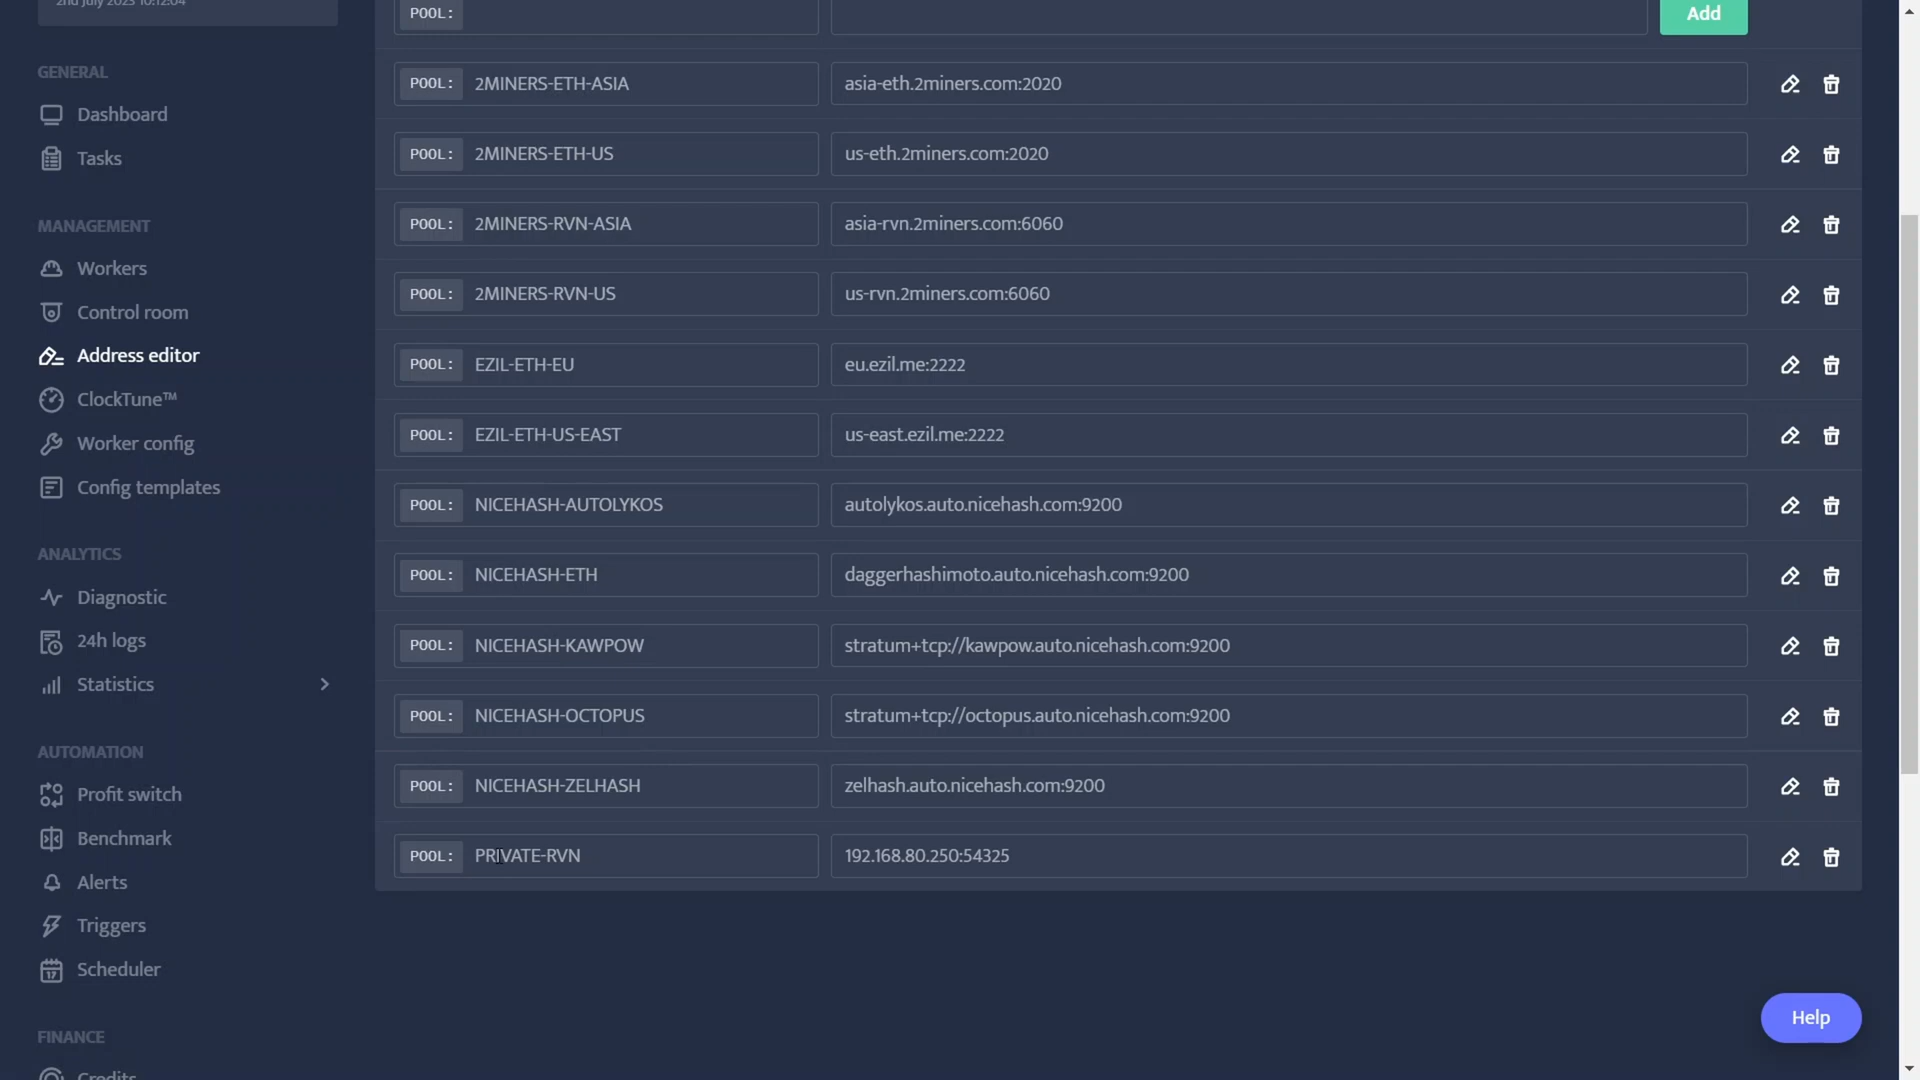 2nd July 2023 10:12:04
GENERAL
Dashboard
Tasks
MANAGEMENT
Workers
Control room
Address editor
ClockTune™
Worker config
Config templates
ANALYTICS
Diagnostic
24h logs
Statistics
AUTOMATION
Profit switch
Benchmark
Alerts
Triggers
Scheduler
FINANCE
Credits
POOL:
Add
POOL: 2MINERS-ETH-ASIA asia-eth.2miners.com:2020
POOL: 2MINERS-ETH-US us-eth.2miners.com:2020
POOL: 2MINERS-RVN-ASIA asia-rvn.2miners.com:6060
POOL: 2MINERS-RVN-US us-rvn.2miners.com:6060
POOL: EZIL-ETH-EU eu.ezil.me:2222
POOL: EZIL-ETH-US-EAST us-east.ezil.me:2222
POOL: NICEHASH-AUTOLYKOS autolykos.auto.nicehash.com:9200
POOL: NICEHASH-ETH daggerhashimoto.auto.nicehash.com:9200
POOL: NICEHASH-KAWPOW stratum+tcp://kawpow.auto.nicehash.com:9200
POOL: NICEHASH-OCTOPUS stratum+tcp://octopus.auto.nicehash.com:9200
POOL: NICEHASH-ZELHASH zelhash.auto.nicehash.com:9200
POOL: PRIVATE-RVN 192.168.80.250:54325
Help